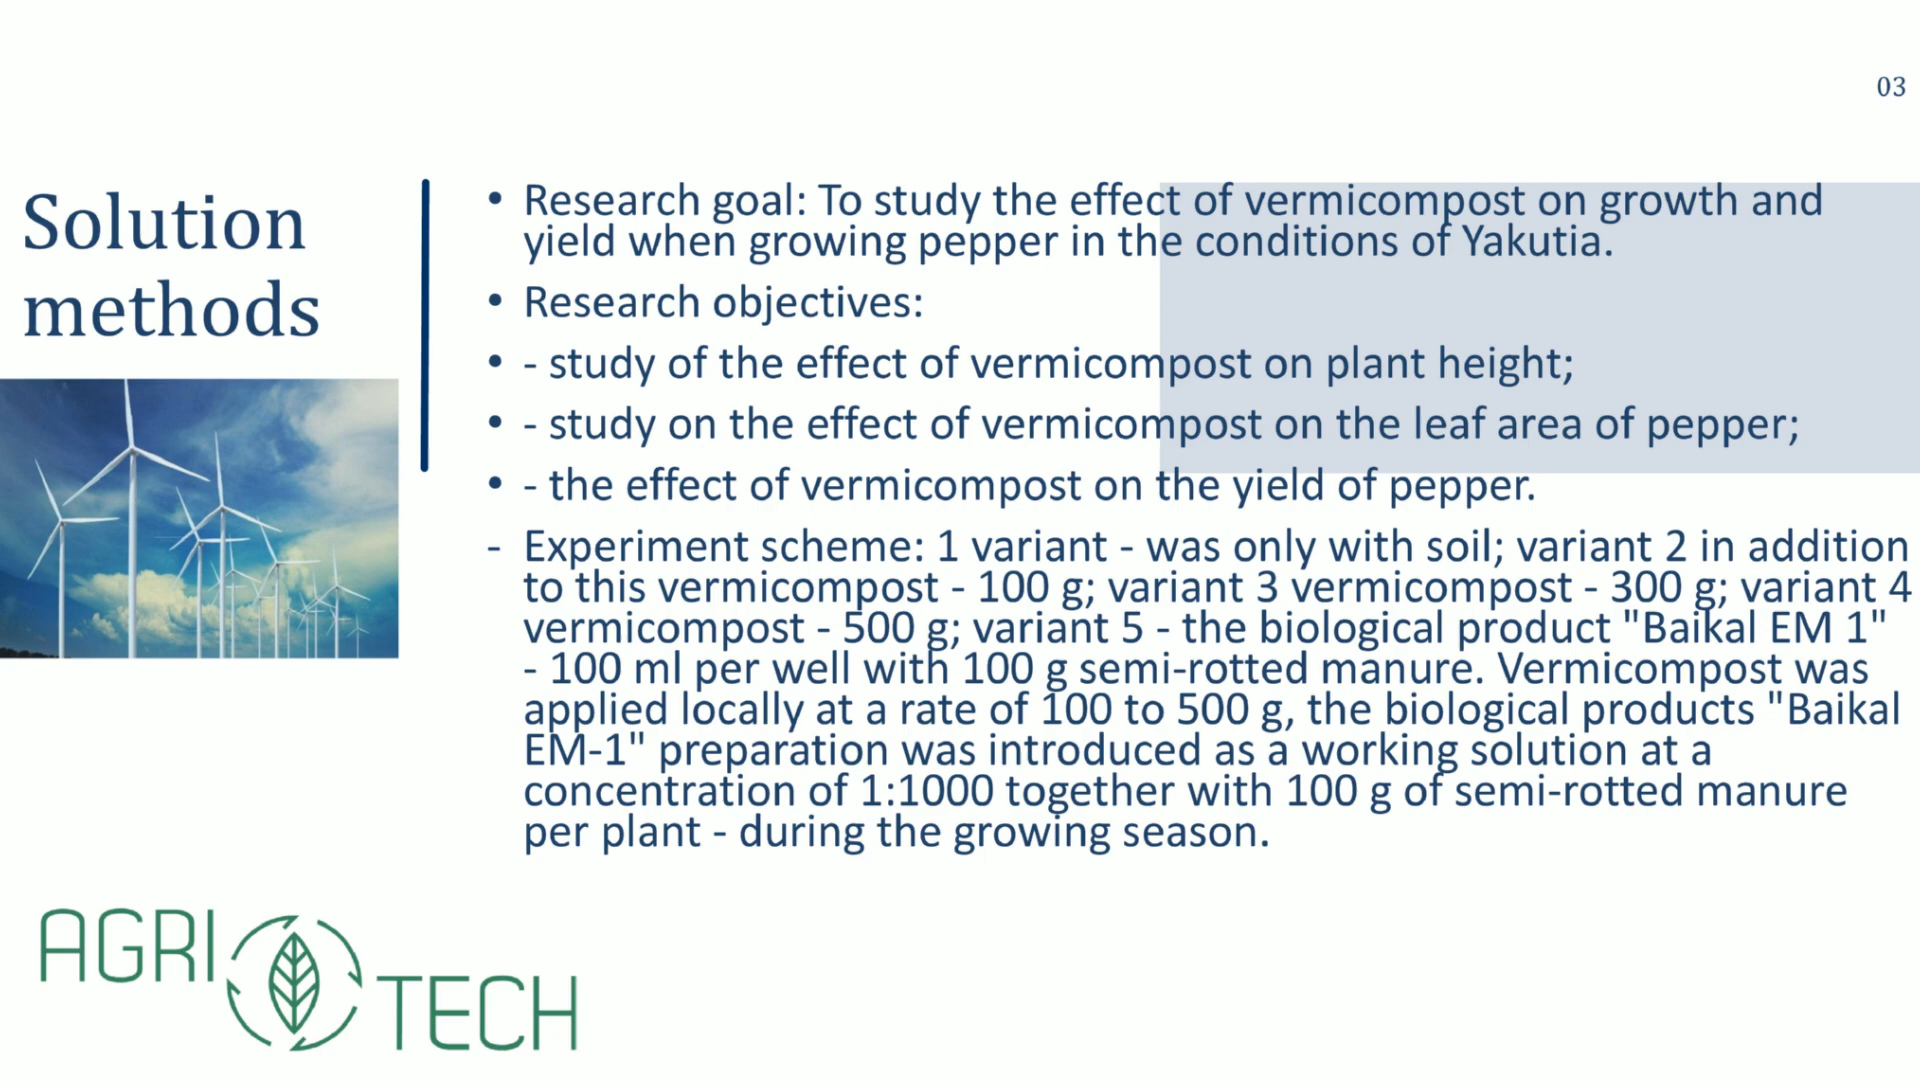 03
Solution
methods
• Research goal: To study the effect of vermicompost on growth and
yield when growing pepper in the conditions of Yakutia.
• Research objectives:
• - study of the effect of vermicompost on plant height;
• - study on the effect of vermicompost on the leaf area of pepper;
• - the effect of vermicompost on the yield of pepper.
- Experiment scheme: 1 variant - was only with soil; variant 2 in addition
to this vermicompost - 100 g; variant 3 vermicompost - 300 g; variant 4
vermicompost - 500 g; variant 5 - the biological product "Baikal EM 1"
- 100 ml per well with 100 g semi-rotted manure. Vermicompost was
applied locally at a rate of 100 to 500 g, the biological products "Baikal
EM-1" preparation was introduced as a working solution at a
concentration of 1:1000 together with 100 g of semi-rotted manure
per plant - during the growing season.
AGRI
TECH